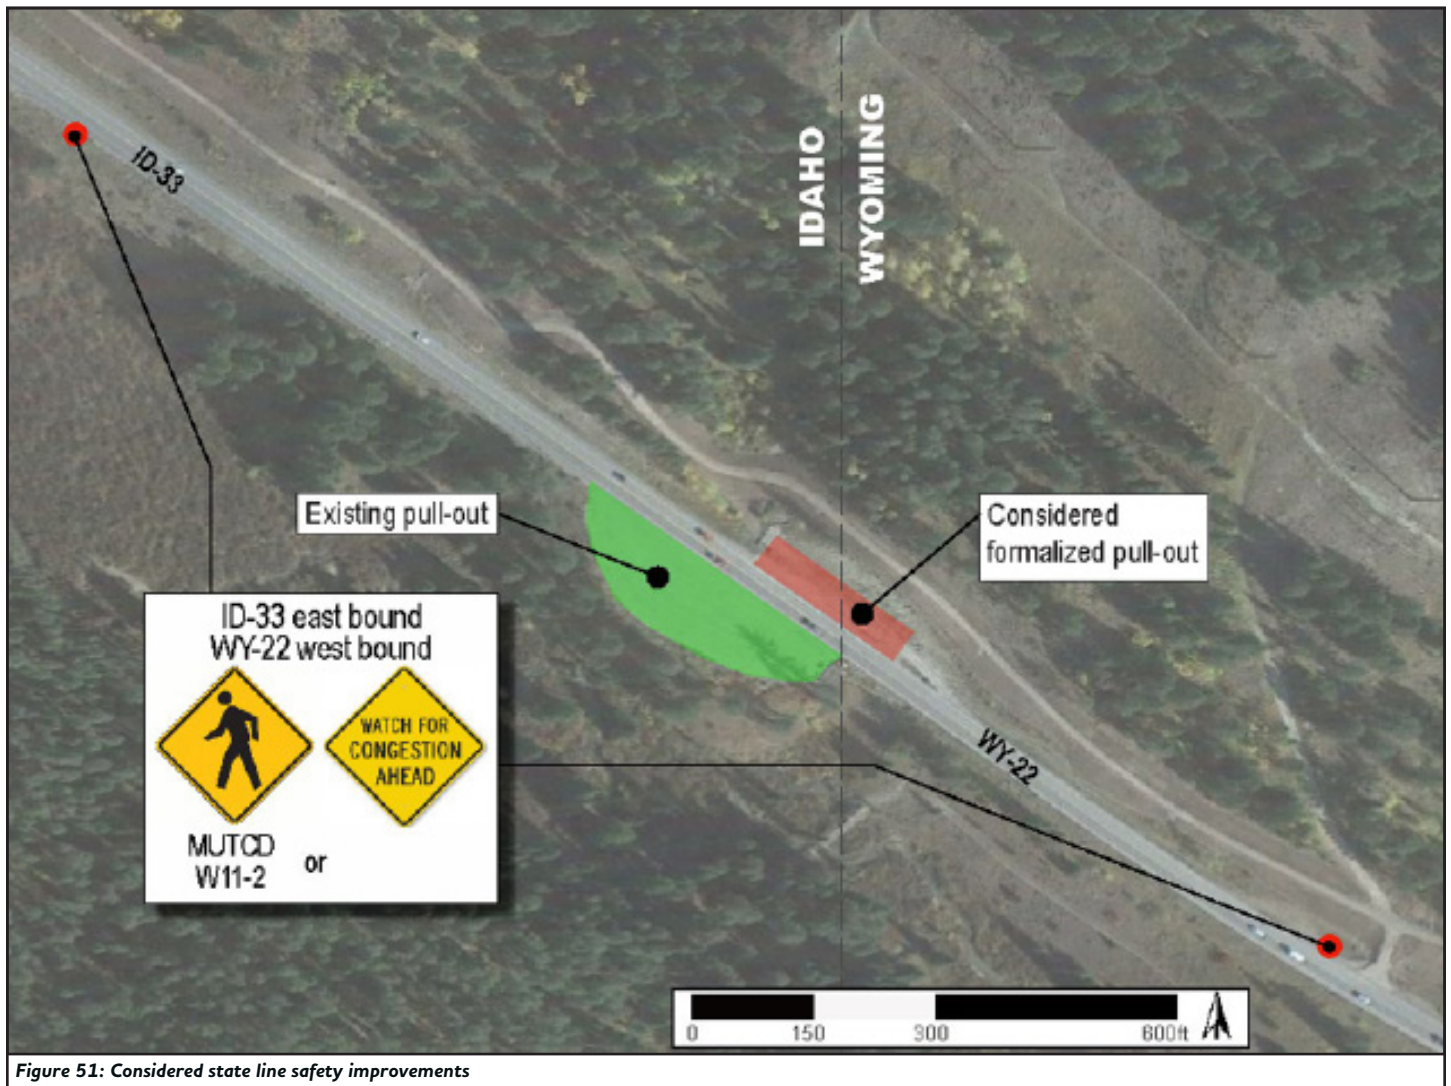 ID-33
IDAHO
WYOMING
Existing pull-out
Considered
formalized pull-out
ID-33 east bound
WY-22 west bound
WATCH FOR
CONGESTION
AHEAD
MUTCD
W11-2
or
WY-22
0 150 300 600ft
Figure 51: Considered state line safety improvements